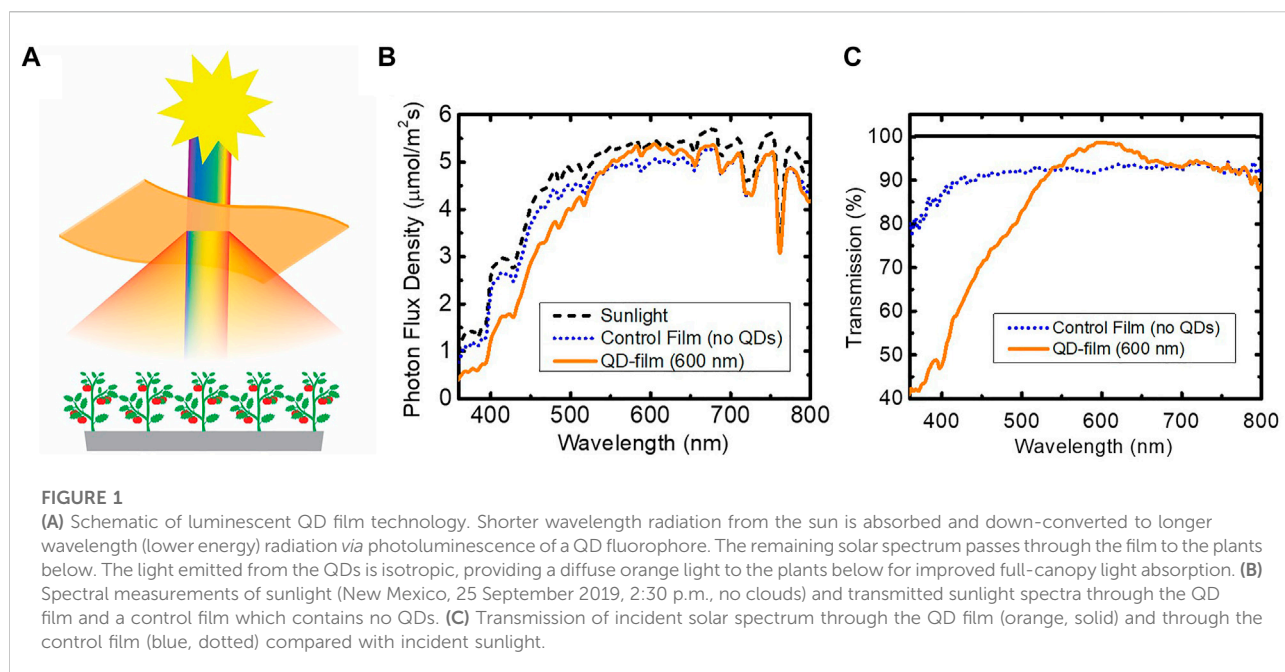 A
B
C
6
5
4
3
2
1
0
400
500
600
700
800
Photon Flux Density (μmol/m²s)
Wavelength (nm)
Sunlight
Control Film (no QDs)
QD-film (600 nm)
110
100
90
80
70
60
50
40
400
500
600
700
800
Transmission (%)
Wavelength (nm)
Control Film (no QDs)
QD-film (600 nm)
FIGURE 1
(A) Schematic of luminescent QD film technology. Shorter wavelength radiation from the sun is absorbed and down-converted to longer
wavelength (lower energy) radiation via photoluminescence of a QD fluorophore. The remaining solar spectrum passes through the film to the plants
below. The light emitted from the QDs is isotropic, providing a diffuse orange light to the plants below for improved full-canopy light absorption. (B)
Spectral measurements of sunlight (New Mexico, 25 September 2019, 2:30 p.m., no clouds) and transmitted sunlight spectra through the QD
film and a control film which contains no QDs. (C) Transmission of incident solar spectrum through the QD film (orange, solid) and through the
control film (blue, dotted) compared with incident sunlight.